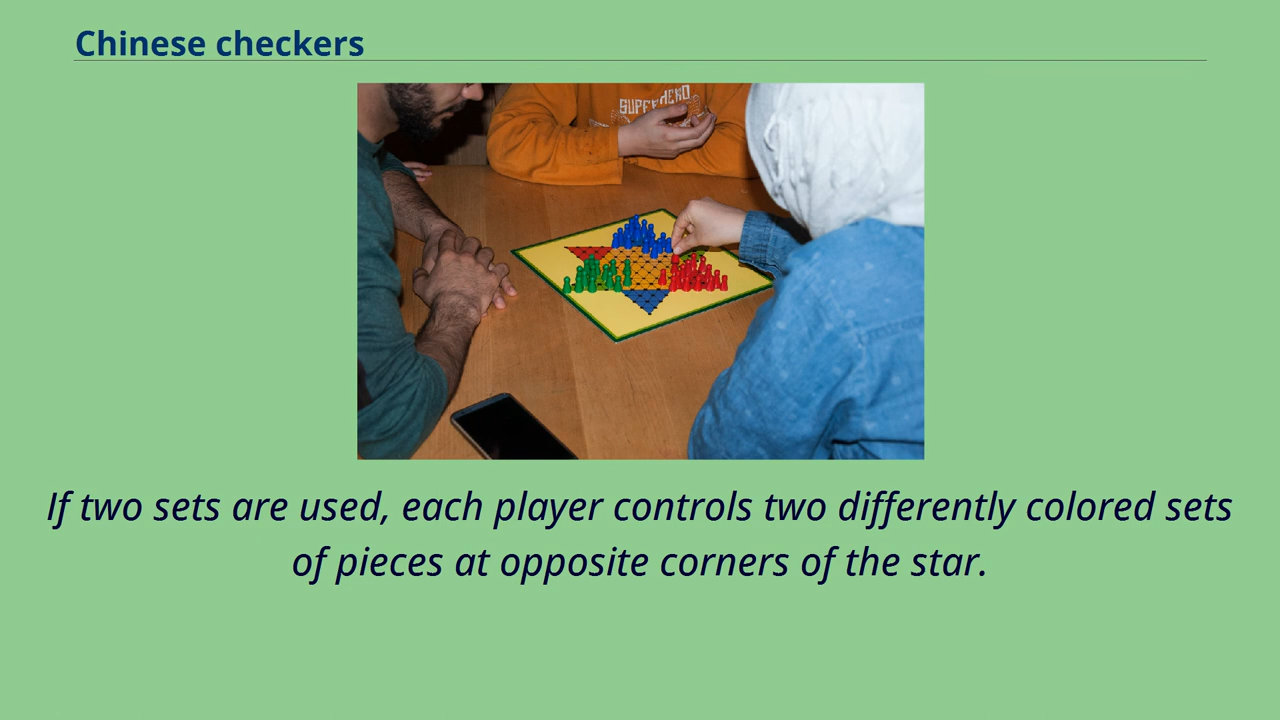 Chinese checkers
SUPERHERO
If two sets are used, each player controls two differently colored sets
of pieces at opposite corners of the star.